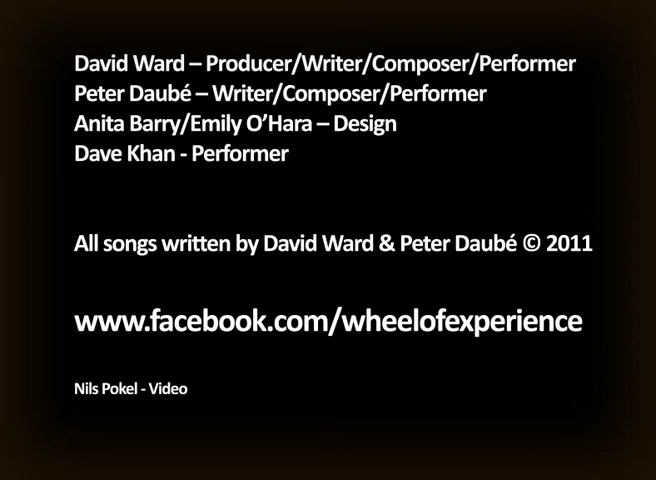 David Ward – Producer/Writer/Composer/Performer
Peter Daubé – Writer/Composer/Performer
Anita Barry/Emily O’Hara – Design
Dave Khan - Performer
All songs written by David Ward & Peter Daubé © 2011
www.facebook.com/wheelofexperience
Nils Pokel - Video